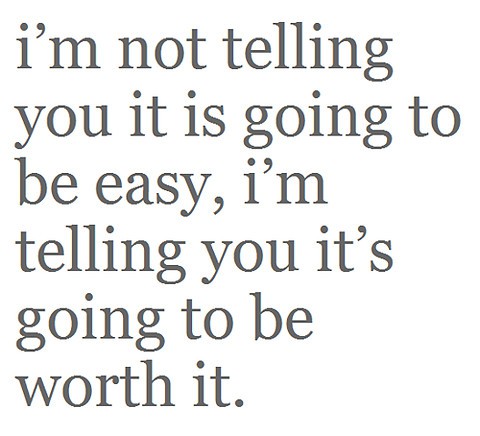 i’m not telling
you it is going to
be easy, i’m
telling you it’s
going to be
worth it.